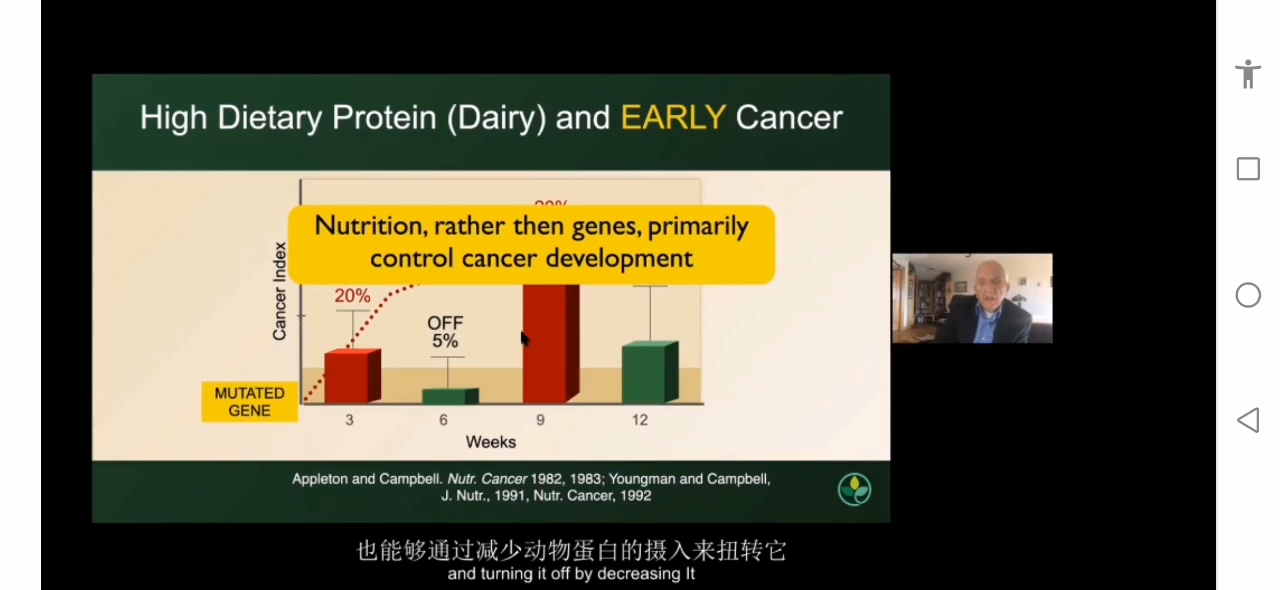 High Dietary Protein (Dairy) and EARLY Cancer
Nutrition, rather then genes, primarily
control cancer development
Cancer Index
20%
OFF
5%
MUTATED
GENE
3
6
9
12
Weeks
Appleton and Campbell. Nutr. Cancer 1982, 1983; Youngman and Campbell,
J. Nutr., 1991, Nutr. Cancer, 1992
也能够通过减少动物蛋白的摄入来扭转它
and turning it off by decreasing It